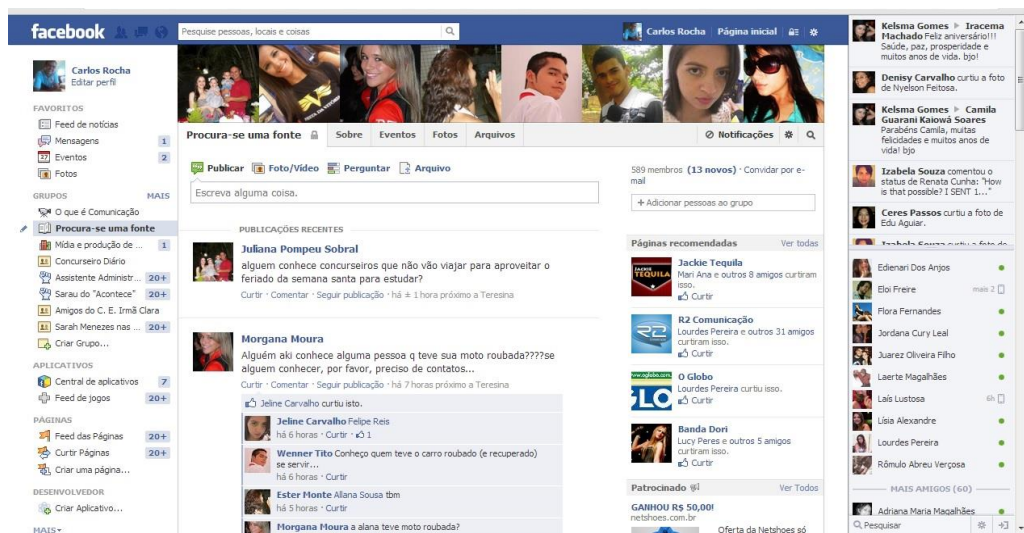 facebook
Pesquise pessoas, locais e coisas
Carlos Rocha
Página inicial
Carlos Rocha
Editar perfil
FAVORITOS
Feed de notícias
Mensagens 1
Eventos 2
Fotos
GRUPOS MAIS
O que é Comunicação
Procura-se uma fonte
Mídia e produção de ... 1
Concurseiro Diário
Assistente Administr... 20+
Sarau do "Acontece" 20+
Amigos do C. E. Irmã Clara
Sarah Menezes nas ... 20+
Criar Grupo...
APLICATIVOS
Central de aplicativos 7
Feed de jogos 20+
PÁGINAS
Feed das Páginas 20+
Curtir Páginas 20+
Criar uma página...
DESENVOLVEDOR
Criar Aplicativo...
MAIS
Procura-se uma fonte Sobre Eventos Fotos Arquivos
Notificações
Publicar Foto/Vídeo Perguntar Arquivo
Escreva alguma coisa.
PUBLICAÇÕES RECENTES
Juliana Pompeu Sobral
alguem conhece concurseiros que não vão viajar para aproveitar o
feriado da semana santa para estudar?
Curtir · Comentar · Seguir publicação · há ± 1 hora próximo a Teresina
Morgana Moura
Alguém aki conhece alguma pessoa q teve sua moto roubada????se
alguem conhecer, por favor, preciso de contatos...
Curtir · Comentar · Seguir publicação · há 7 horas próximo a Teresina
Jeline Carvalho curtiu isto.
Jeline Carvalho Felipe Reis
há 6 horas · Curtir · 1
Wenner Tito Conheço quem teve o carro roubado (e recuperado)
se servir...
há 6 horas · Curtir
Ester Monte Allana Sousa tbm
há 5 horas · Curtir
Morgana Moura a alana teve moto roubada?
589 membros (13 novos) · Convidar por e-
mail
+ Adicionar pessoas ao grupo
Páginas recomendadas Ver todas
JACKIE
TEQUILA
Jackie Tequila
Mari Ana e outros 8 amigos curtiram
isso.
Curtir
R2
R2 Comunicação
Lourdes Pereira e outros 31 amigos
curtiram isso.
Curtir
www.oglobo.com.
LO
O Globo
Lourdes Pereira curtiu isso.
Curtir
Banda Dori
Lucy Peres e outros 5 amigos
curtiram isso.
Curtir
Patrocinado Ver Todos
GANHOU R$ 50,00!
netshoes.com.br
Oferta da Netshoes só
Kelsma Gomes ▶ Iracema
Machado Feliz aniversário!!!
Saúde, paz, prosperidade e
muitos anos de vida. bjo!
Denisy Carvalho curtiu a foto
de Nyelson Feitosa.
Kelsma Gomes ▶ Camila
Guarani Kaiowá Soares
Parabéns Camila, muitas
felicidades e muitos anos de
vida! bjo
Izabela Souza comentou o
status de Renata Cunha: "How
is that possible? I SENT 1..."
Ceres Passos curtiu a foto de
Edu Aguiar.
Izabela Souza curtiu a foto de
Edienari Dos Anjos
Eloi Freire mais 2
Flora Fernandes
Jordana Cury Leal
Juarez Oliveira Filho
Laerte Magalhães
Laís Lustosa 6h
Lísia Alexandre
Lourdes Pereira
Rômulo Abreu Verçosa
MAIS AMIGOS (60)
Adriana Maria Magalhães
Pesquisar